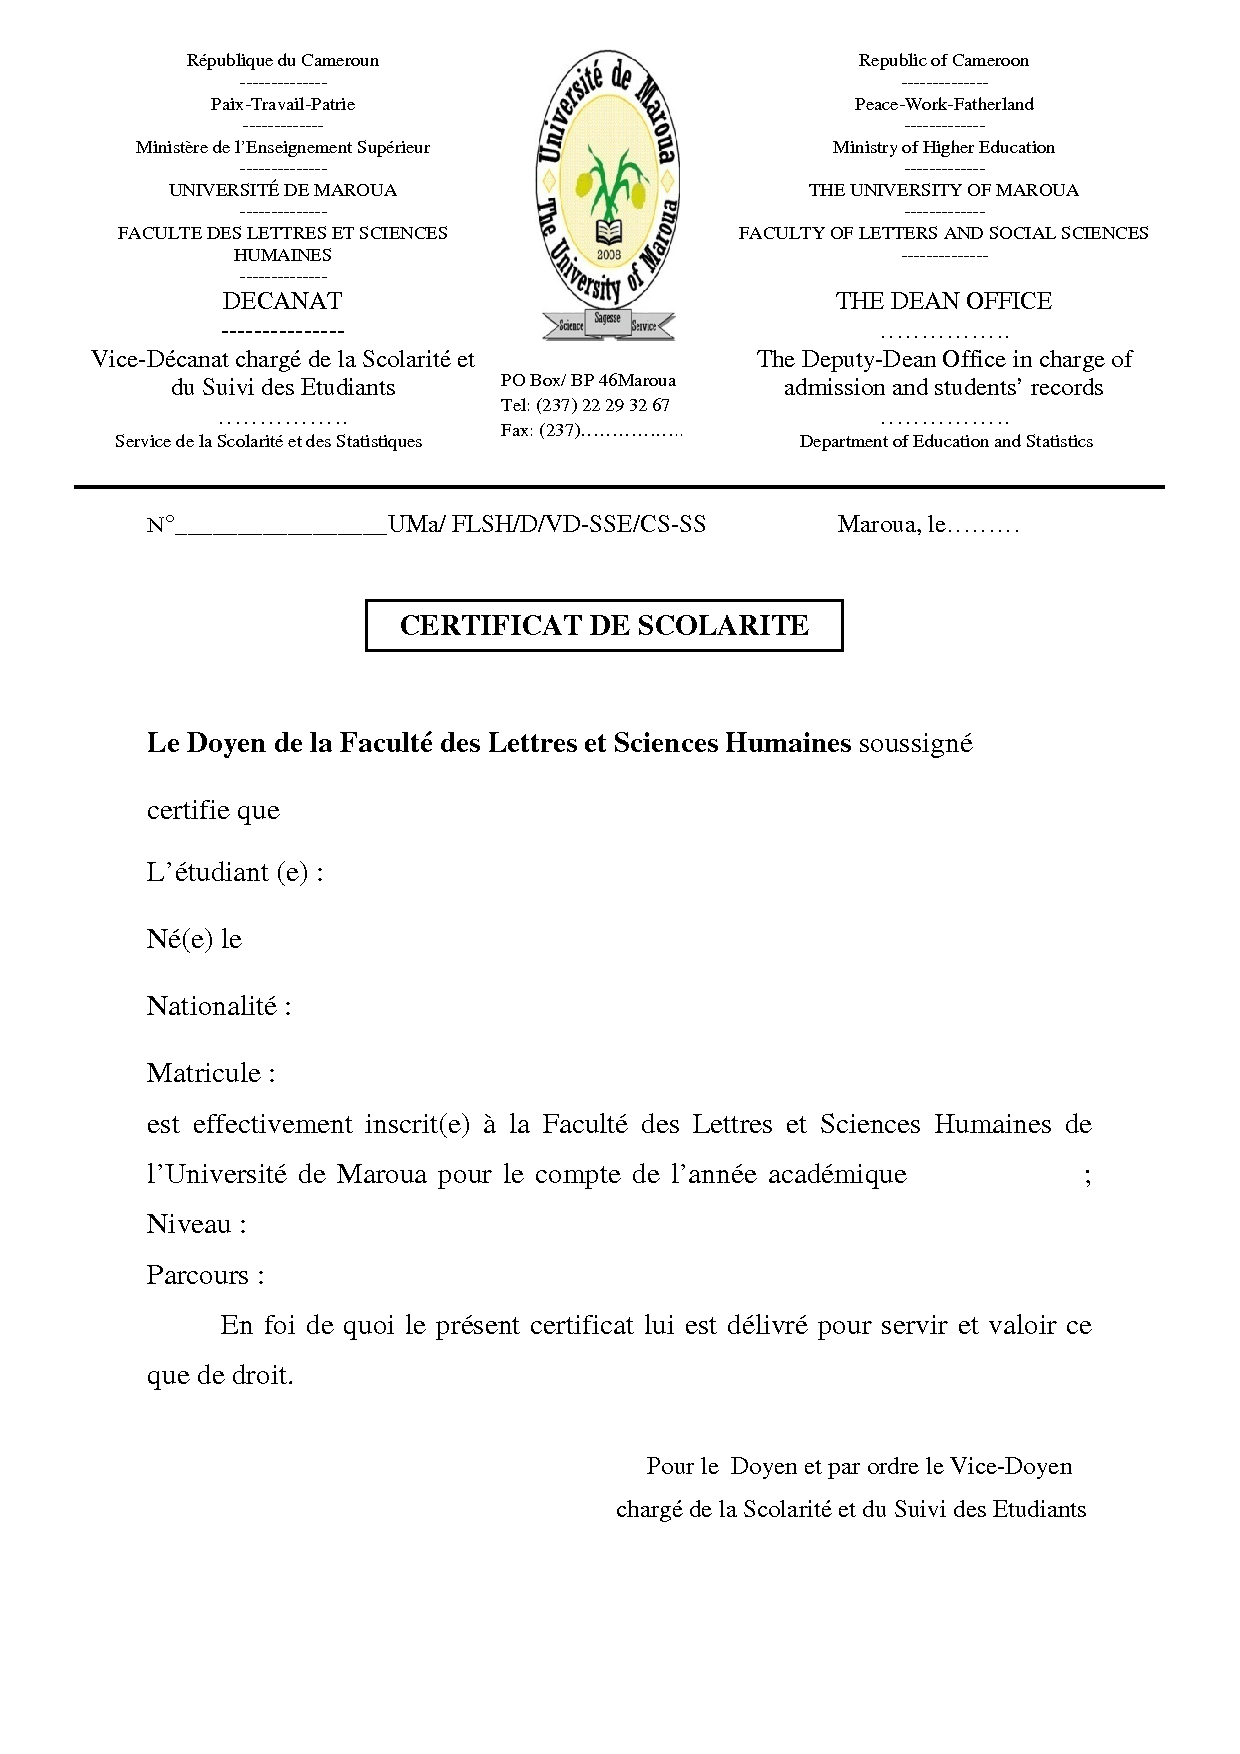 République du Cameroun
--------------
Paix-Travail-Patrie
-------------
Ministère de l’Enseignement Supérieur
--------------
UNIVERSITÉ DE MAROUA
--------------
FACULTE DES LETTRES ET SCIENCES
HUMAINES
--------------
DECANAT
---------------
Vice-Décanat chargé de la Scolarité et
du Suivi des Etudiants
…………….
Service de la Scolarité et des Statistiques
Université de Maroua
The University of Maroua
2008
Science Sagesse Service
PO Box/ BP 46Maroua
Tel: (237) 22 29 32 67
Fax: (237)……………..
Republic of Cameroon
--------------
Peace-Work-Fatherland
-------------
Ministry of Higher Education
-------------
THE UNIVERSITY OF MAROUA
-------------
FACULTY OF LETTERS AND SOCIAL SCIENCES
--------------
THE DEAN OFFICE
…………….
The Deputy-Dean Office in charge of
admission and students’ records
…………….
Department of Education and Statistics
N°_________________UMa/ FLSH/D/VD-SSE/CS-SS Maroua, le………
CERTIFICAT DE SCOLARITE
Le Doyen de la Faculté des Lettres et Sciences Humaines soussigné
certifie que
L’étudiant (e) :
Né(e) le
Nationalité :
Matricule :
est effectivement inscrit(e) à la Faculté des Lettres et Sciences Humaines de
l’Université de Maroua pour le compte de l’année académique ;
Niveau :
Parcours :
En foi de quoi le présent certificat lui est délivré pour servir et valoir ce
que de droit.
Pour le Doyen et par ordre le Vice-Doyen
chargé de la Scolarité et du Suivi des Etudiants